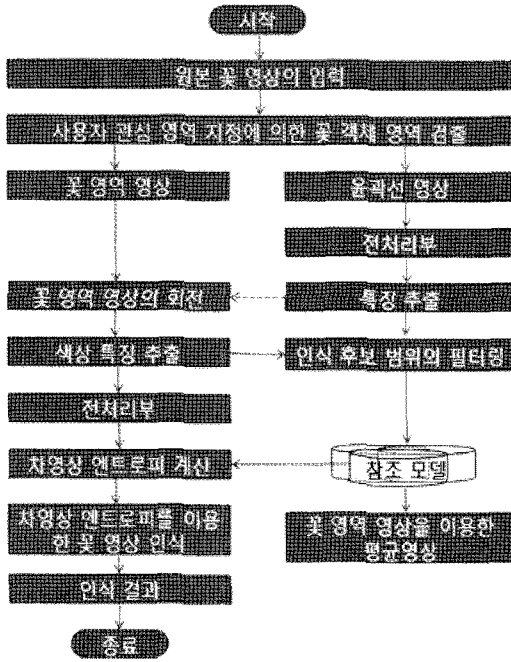 시작
원본 꽃 영상의 입력
사용자 관심 영역 지정에 의한 꽃 객체 영역 검출
꽃 영역 영상
윤곽선 영상
전처리부
꽃 영역 영상의 회전
특징 추출
색상 특징 추출
인식 후보 범위의 필터링
전처리부
차영상 엔트로피 계산
참조 모델
차영상 엔트로피를 이용
한 꽃 영상 인식
꽃 영역 영상을 이용한
평균영상
인식 결과
종료